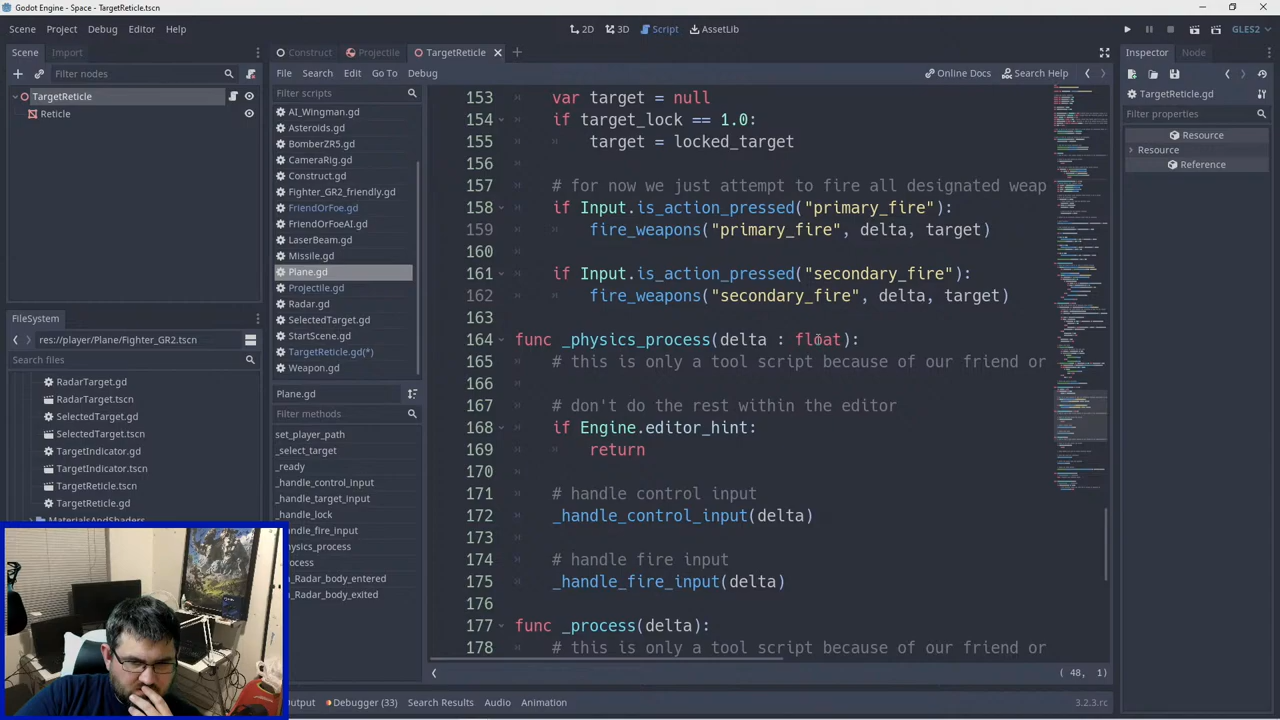 Godot Engine - Space - TargetReticle.tscn
Scene Project Debug Editor Help
2D 3D Script AssetLib
GLES2
Scene Import
Filter nodes
TargetReticle
Reticle
FileSystem
res://player/Plane/Fighter_GR2.tscn
Search files
RadarTarget.gd
RadarTarget.tscn
SelectedTarget.gd
SelectedTarget.tscn
TargetIndicator.gd
TargetIndicator.tscn
TargetReticle.tscn
TargetReticle.gd
MaterialsAndShaders
Construct Projectile TargetReticle
File Search Edit Go To Debug
Online Docs Search Help
Filter scripts
AI_Wingman.gd
Asteroids.gd
BomberZR5.gd
CameraRig.gd
Construct.gd
Fighter_GR2_friendly.gd
FriendOrFoe.gd
FriendOrFoeAI.gd
LaserBeam.gd
Missile.gd
Plane.gd
Projectile.gd
Radar.gd
SelectedTarget.gd
StartScene.gd
TargetReticle.gd(*)
Weapon.gd
Plane.gd
Filter methods
set_player_path
_select_target
_ready
_handle_control_input
_handle_target_input
_handle_lock
_handle_fire_input
hysics_process
ocess
n_Radar_body_entered
n_Radar_body_exited
153 var target = null
154 if target_lock == 1.0:
155 target = locked_target
156
157 # for now we just attempt to fire all designated weap
158 if Input.is_action_pressed("primary_fire"):
159 fire_weapons("primary_fire", delta, target)
160
161 if Input.is_action_pressed("secondary_fire"):
162 fire_weapons("secondary_fire", delta, target)
163
164 func _physics_process(delta : float):
165 # this is only a tool script because of our friend or
166
167 # don't do the rest within the editor
168 if Engine.editor_hint:
169 return
170
171 # handle control input
172 _handle_control_input(delta)
173
174 # handle fire input
175 _handle_fire_input(delta)
176
177 func _process(delta):
178 # this is only a tool script because of our friend or
( 48, 1)
Output Debugger (33) Search Results Audio Animation
3.2.3.rc
Inspector Node
TargetReticle.gd
Filter properties
Resource
Resource
Reference